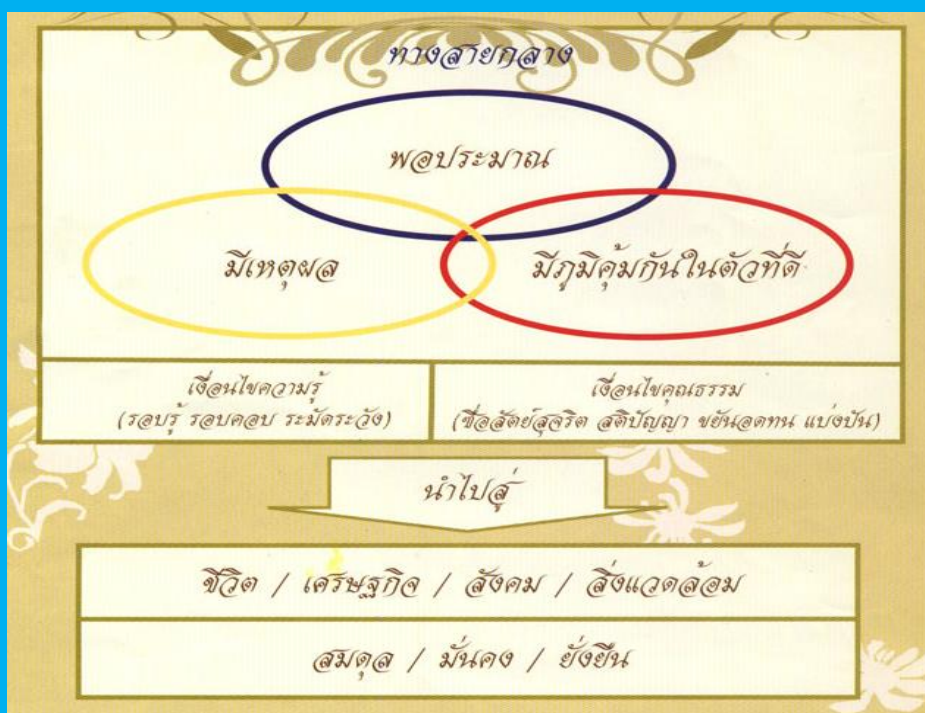 ทางสายกลาง
พอประมาณ
มีเหตุผล
มีภูมิคุ้มกันในตัวที่ดี
เงื่อนไขความรู้
(รอบรู้ รอบคอบ ระมัดระวัง)
เงื่อนไขคุณธรรม
(ซื่อสัตย์สุจริต สติปัญญา ขยันอดทน แบ่งปัน)
นำไปสู่
ชีวิต / เศรษฐกิจ / สังคม / สิ่งแวดล้อม
สมดุล / มั่นคง / ยั่งยืน